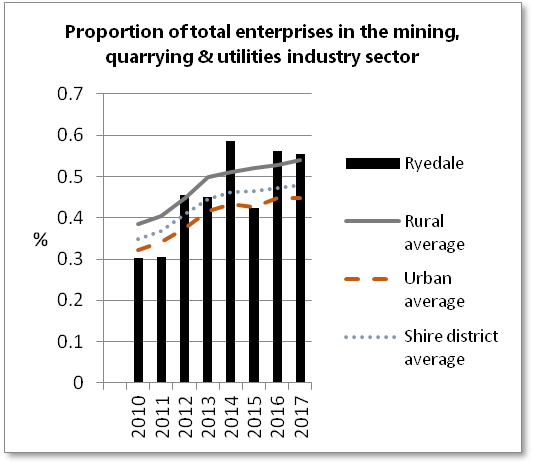 Proportion of total enterprises in the mining,
quarrying & utilities industry sector
0.7
0.6
0.5
0.4
0.3
0.2
0.1
0
%
2010
2011
2012
2013
2014
2015
2016
2017
Ryedale
Rural
average
Urban
average
Shire district
average